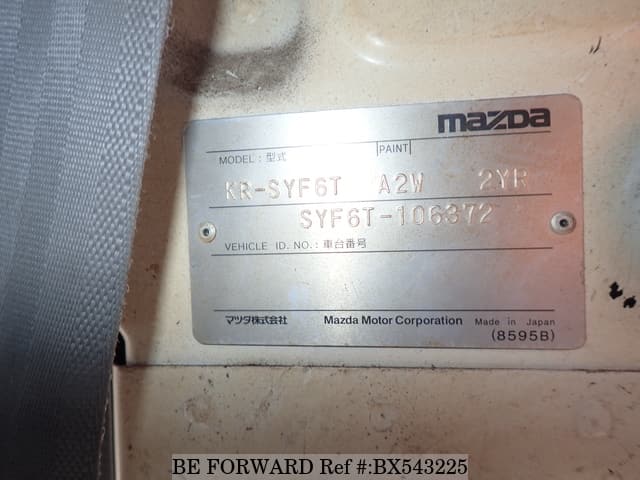 mazda
MODEL : 型式 PAINT
KR-SYF6T A2W 2YR
SYF6T-106372
VEHICLE ID. NO. : 車台番号
マツダ株式会社 Mazda Motor Corporation Made in Japan
(8595B)
BE FORWARD Ref #:BX543225